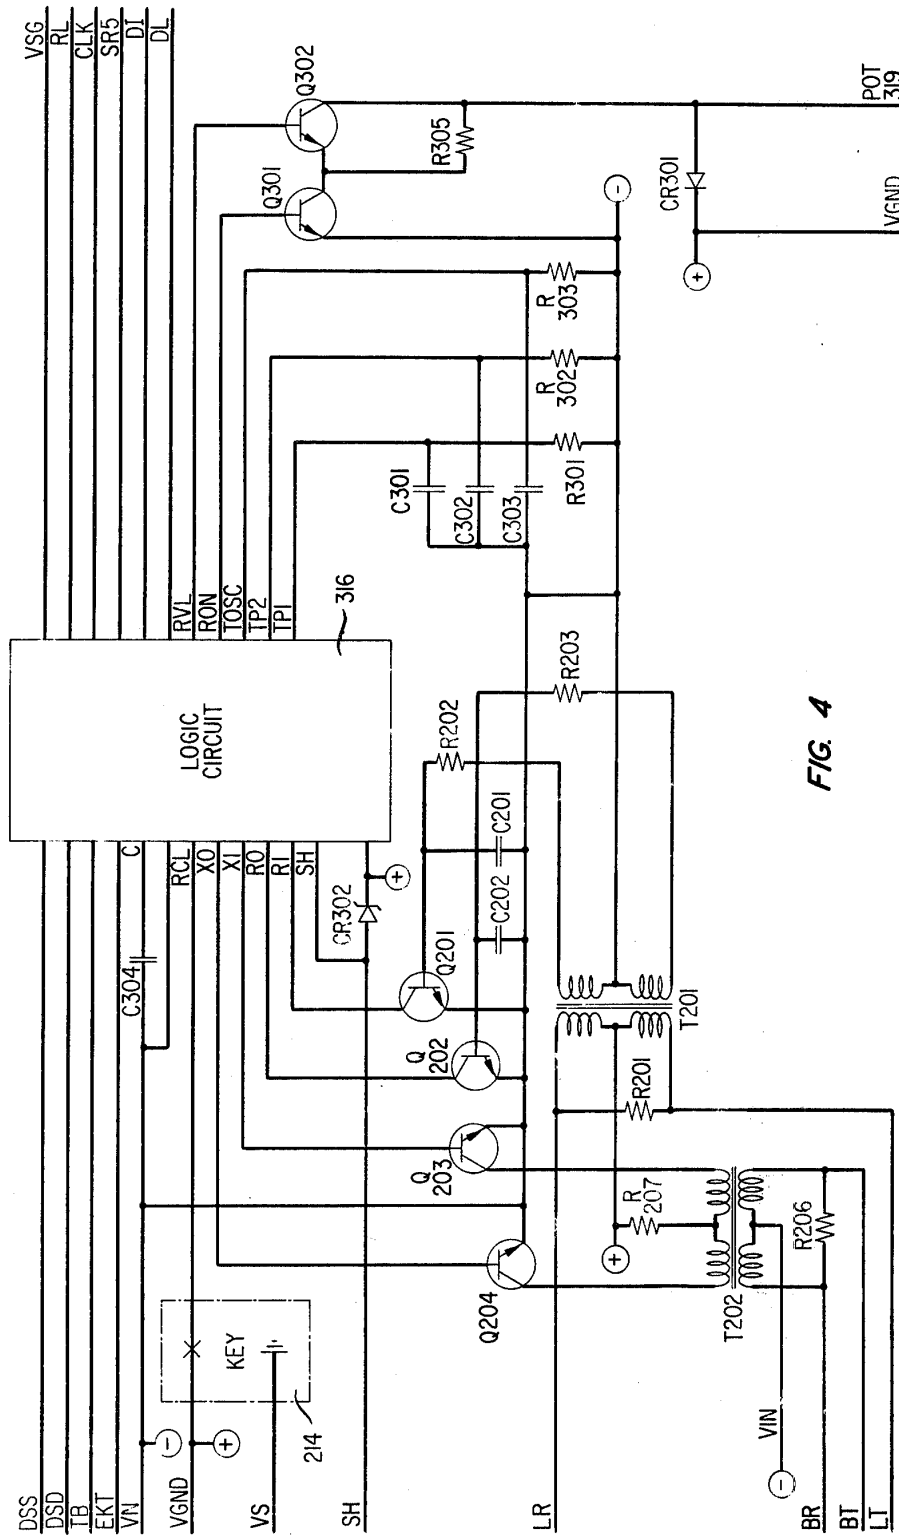 VSG
RL
CLK
SR5
DI
DL
Q302
Q301
R305
POT
319
CR301
VGND
RVL
RON
TOSC
TP2
TP1
R
303
R
302
R301
C301
C302
C303
316
LOGIC
CIRCUIT
R203
R202
C
RCL
XO
XI
RO
RI
SH
C304
CR302
C201
C202
Q201
Q
202
Q
203
Q204
T201
R201
R
207
R206
T202
KEY
214
VIN
DSS
DSD
TB
EKT
VN
VGND
VS
SH
LR
BR
BT
LT
FIG. 4